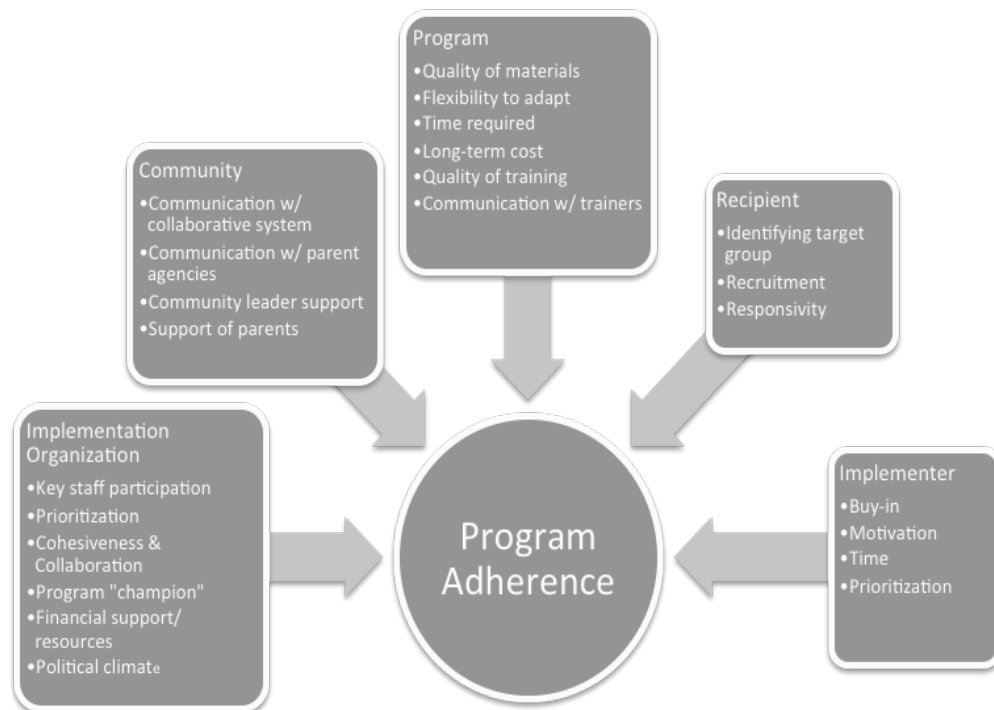 Program
•Quality of materials
•Flexibility to adapt
•Time required
•Long-term cost
•Quality of training
•Communication w/ trainers
Community
•Communication w/
collaborative system
•Communication w/ parent
agencies
•Community leader support
•Support of parents
Recipient
•Identifying target
group
•Recruitment
•Responsivity
Implementation
Organization
•Key staff participation
•Prioritization
•Cohesiveness &
Collaboration
•Program "champion"
•Financial support/
resources
•Political climate
Implementer
•Buy-in
•Motivation
•Time
•Prioritization
Program
Adherence